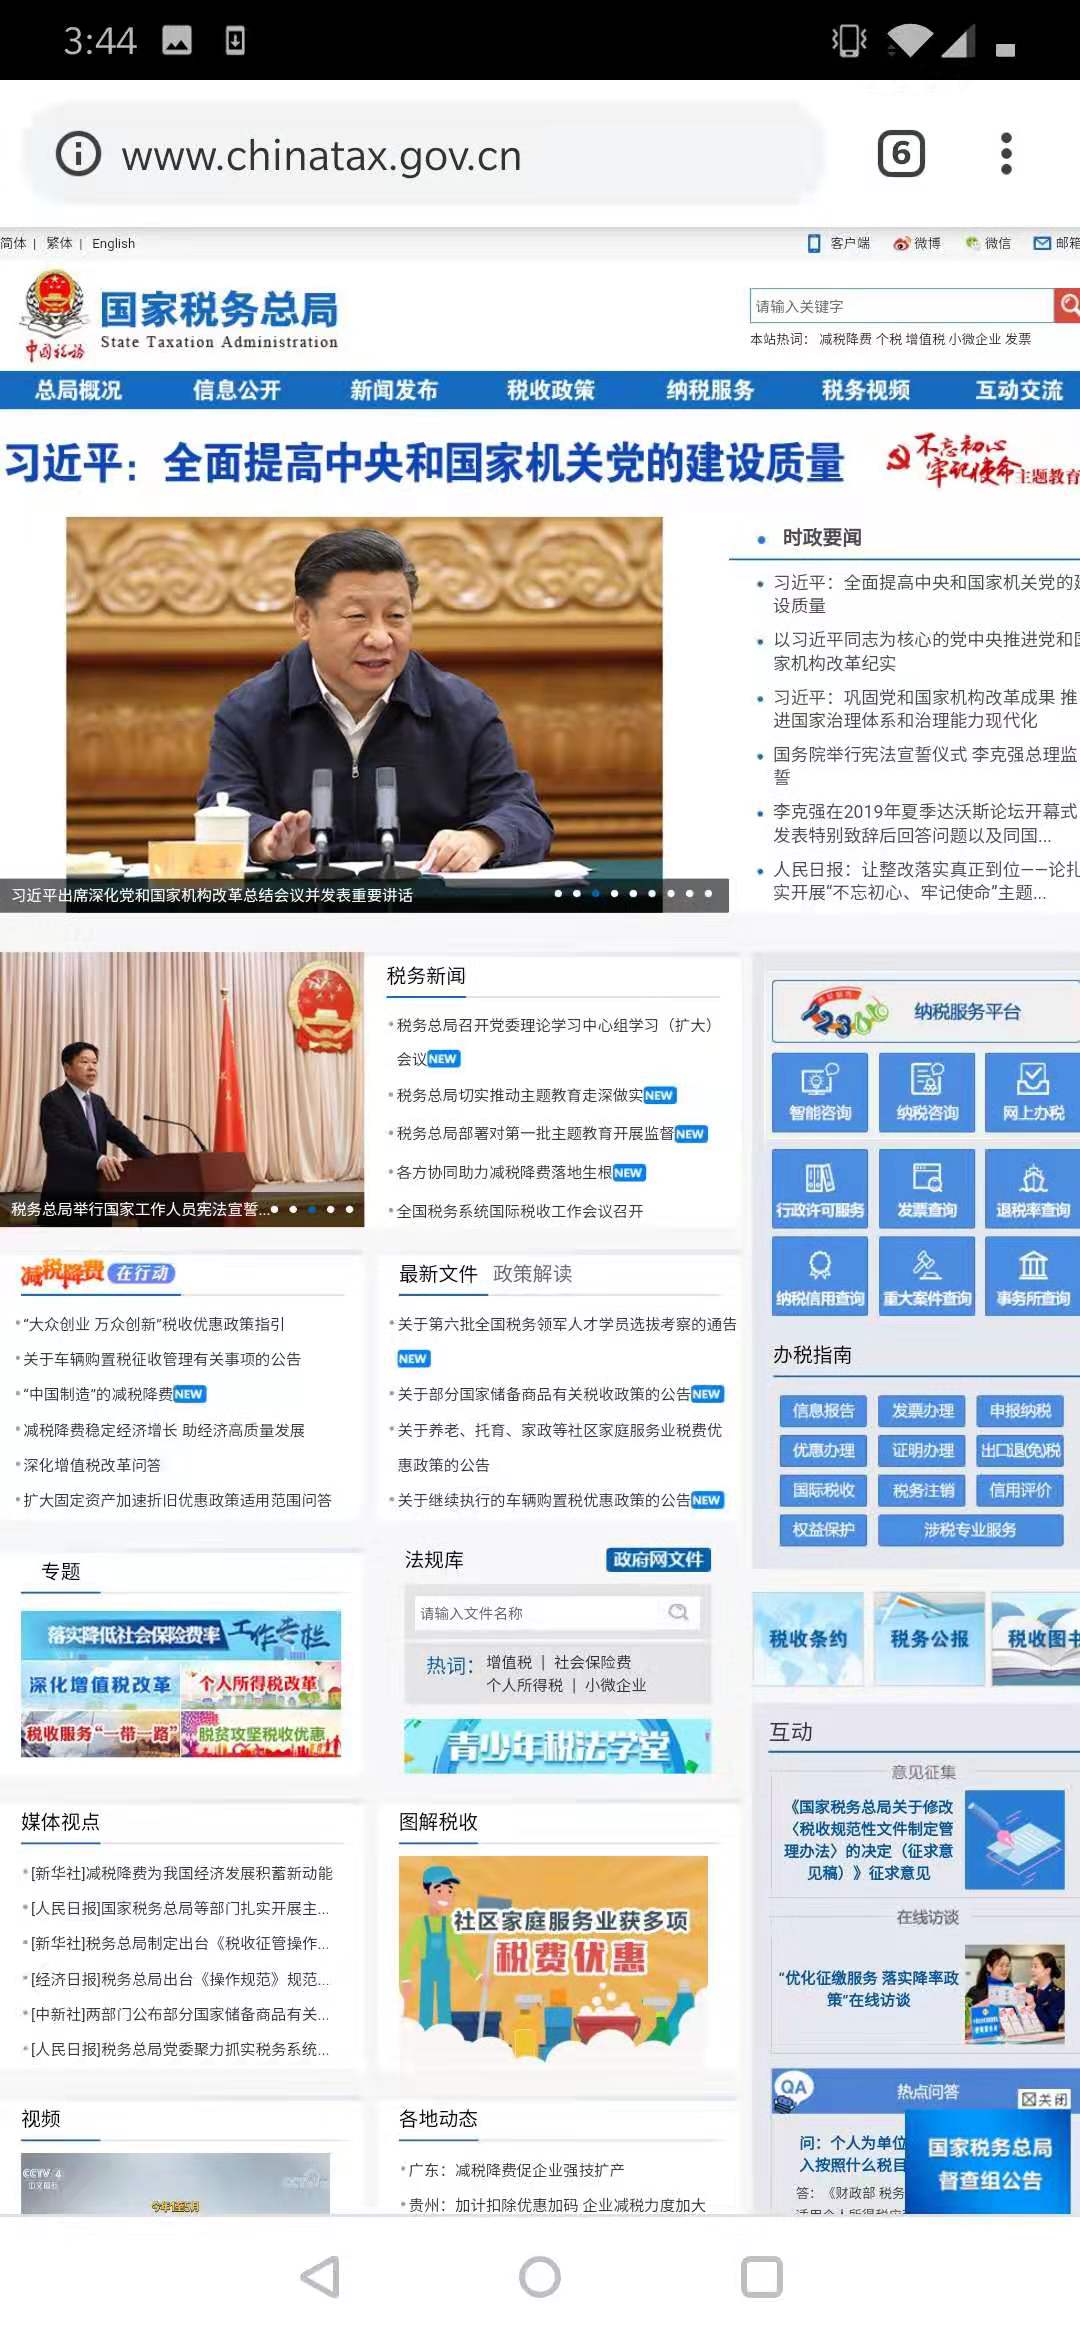 3:44
www.chinatax.gov.cn
6
简体 | 繁体 | English
客户端 微博 微信 邮箱
国家税务总局
State Taxation Administration
中国税务
请输入关键字
本站热词： 减税降费 个税 增值税 小微企业 发票
总局概况 信息公开 新闻发布 税收政策 纳税服务 税务视频 互动交流
习近平：全面提高中央和国家机关党的建设质量
不忘初心
牢记使命 主题教育
时政要闻
习近平：全面提高中央和国家机关党的建
设质量
以习近平同志为核心的党中央推进党和国
家机构改革纪实
习近平：巩固党和国家机构改革成果 推
进国家治理体系和治理能力现代化
国务院举行宪法宣誓仪式 李克强总理监
誓
李克强在2019年夏季达沃斯论坛开幕式
发表特别致辞后回答问题以及同国...
人民日报：让整改落实真正到位——论扎
实开展“不忘初心、牢记使命”主题...
习近平出席深化党和国家机构改革总结会议并发表重要讲话
税务总局举行国家工作人员宪法宣誓...
税务新闻
税务总局召开党委理论学习中心组学习（扩大）
会议NEW
税务总局切实推动主题教育走深做实NEW
税务总局部署对第一批主题教育开展监督NEW
各方协同助力减税降费落地生根NEW
全国税务系统国际税收工作会议召开
12366 纳税服务平台
智能咨询 纳税咨询 网上办税
行政许可服务 发票查询 退税率查询
纳税信用查询 重大案件查询 事务所查询
减税降费 在行动
“大众创业 万众创新”税收优惠政策指引
关于车辆购置税征收管理有关事项的公告
“中国制造”的减税降费NEW
减税降费稳定经济增长 助经济高质量发展
深化增值税改革问答
扩大固定资产加速折旧优惠政策适用范围问答
最新文件 政策解读
关于第六批全国税务领军人才学员选拔考察的通告
NEW
关于部分国家储备商品有关税收政策的公告NEW
关于养老、托育、家政等社区家庭服务业税费优
惠政策的公告
关于继续执行的车辆购置税优惠政策的公告NEW
办税指南
信息报告 发票办理 申报纳税
优惠办理 证明办理 出口退(免)税
国际税收 税务注销 信用评价
权益保护 涉税专业服务
专题
落实降低社会保险费率 工作专栏
深化增值税改革 个人所得税改革
税收服务“一带一路” 脱贫攻坚税收优惠
法规库 政府网文件
请输入文件名称
热词： 增值税 | 社会保险费
个人所得税 | 小微企业
青少年税法学堂
税收条约 税务公报 税收图书
互动
意见征集
《国家税务总局关于修改
〈税收规范性文件制定管
理办法〉的决定（征求意
见稿）》征求意见
在线访谈
“优化征缴服务 落实降率政
策”在线访谈
媒体视点
[新华社]减税降费为我国经济发展积蓄新动能
[人民日报]国家税务总局等部门扎实开展主...
[新华社]税务总局制定出台《税收征管操作...
[经济日报]税务总局出台《操作规范》规范...
[中新社]两部门公布部分国家储备商品有关...
[人民日报]税务总局党委聚力抓实税务系统...
图解税收
社区家庭服务业获多项
税费优惠
QA 热点问答
关闭
问：个人为单位
入按照什么税目
答：《财政部 税务
国家税务总局
督查组公告
视频
CCTV 4
中文国际
今年前5月
各地动态
广东：减税降费促企业强技扩产
贵州：加计扣除优惠加码 企业减税力度加大